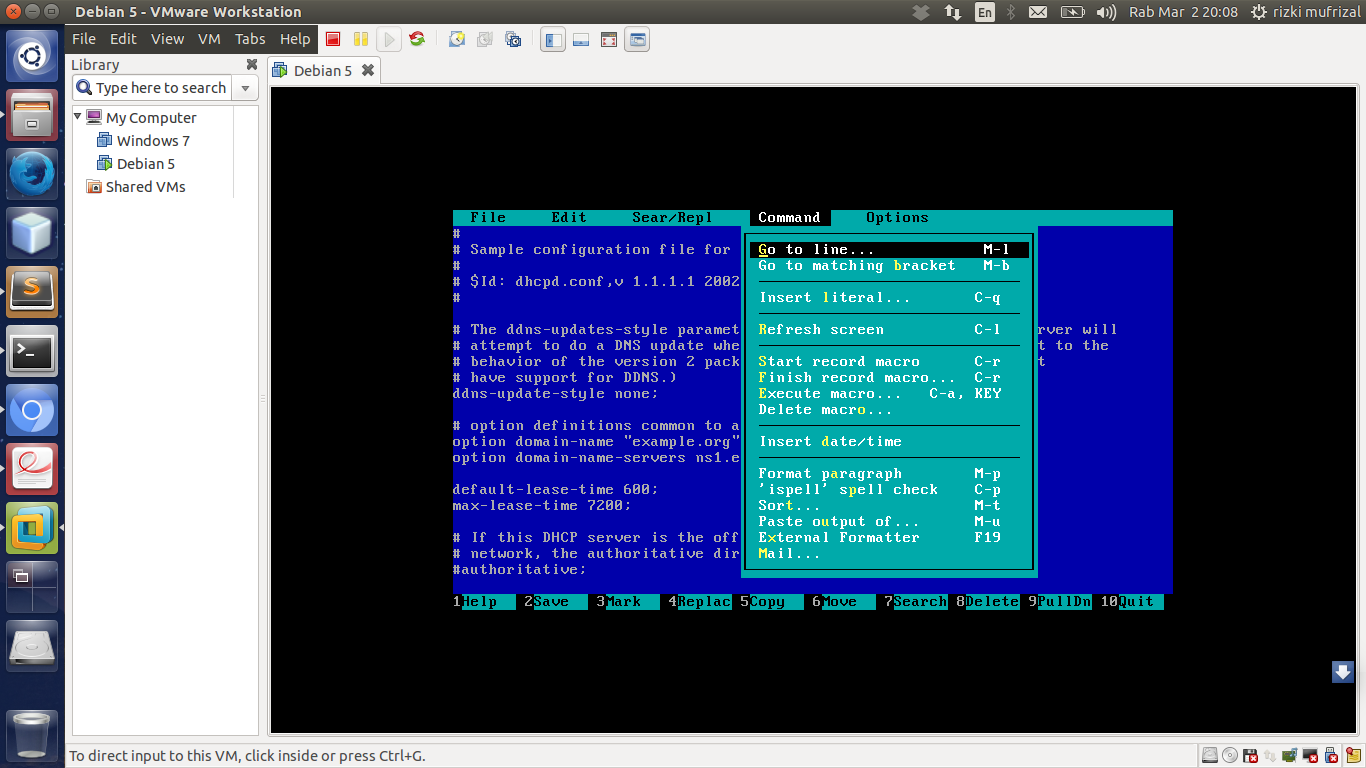 Debian 5 - VMware Workstation
En
Rab Mar 2 20:08
rizki mufrizal
File Edit View VM Tabs Help
Library
Type here to search
My Computer
Windows 7
Debian 5
Shared VMs
Debian 5
File Edit Sear/Repl Command Options
#
# Sample configuration file for
#
# $Id: dhcpd.conf,v 1.1.1.1 2002
#
# The ddns-updates-style paramet rver will
# attempt to do a DNS update whe t to the
# behavior of the version 2 pack t
# have support for DDNS.)
ddns-update-style none;
# option definitions common to a
option domain-name "example.org"
option domain-name-servers ns1.e
default-lease-time 600;
max-lease-time 7200;
# If this DHCP server is the off
# network, the authoritative dir
#authoritative;
Go to line... M-l
Go to matching bracket M-b
Insert literal... C-q
Refresh screen C-l
Start record macro C-r
Finish record macro... C-r
Execute macro... C-a, KEY
Delete macro...
Insert date/time
Format paragraph M-p
'ispell' spell check C-p
Sort... M-t
Paste output of... M-u
External Formatter F19
Mail...
1Help 2Save 3Mark 4Replac 5Copy 6Move 7Search 8Delete 9PullDn 10Quit
To direct input to this VM, click inside or press Ctrl+G.